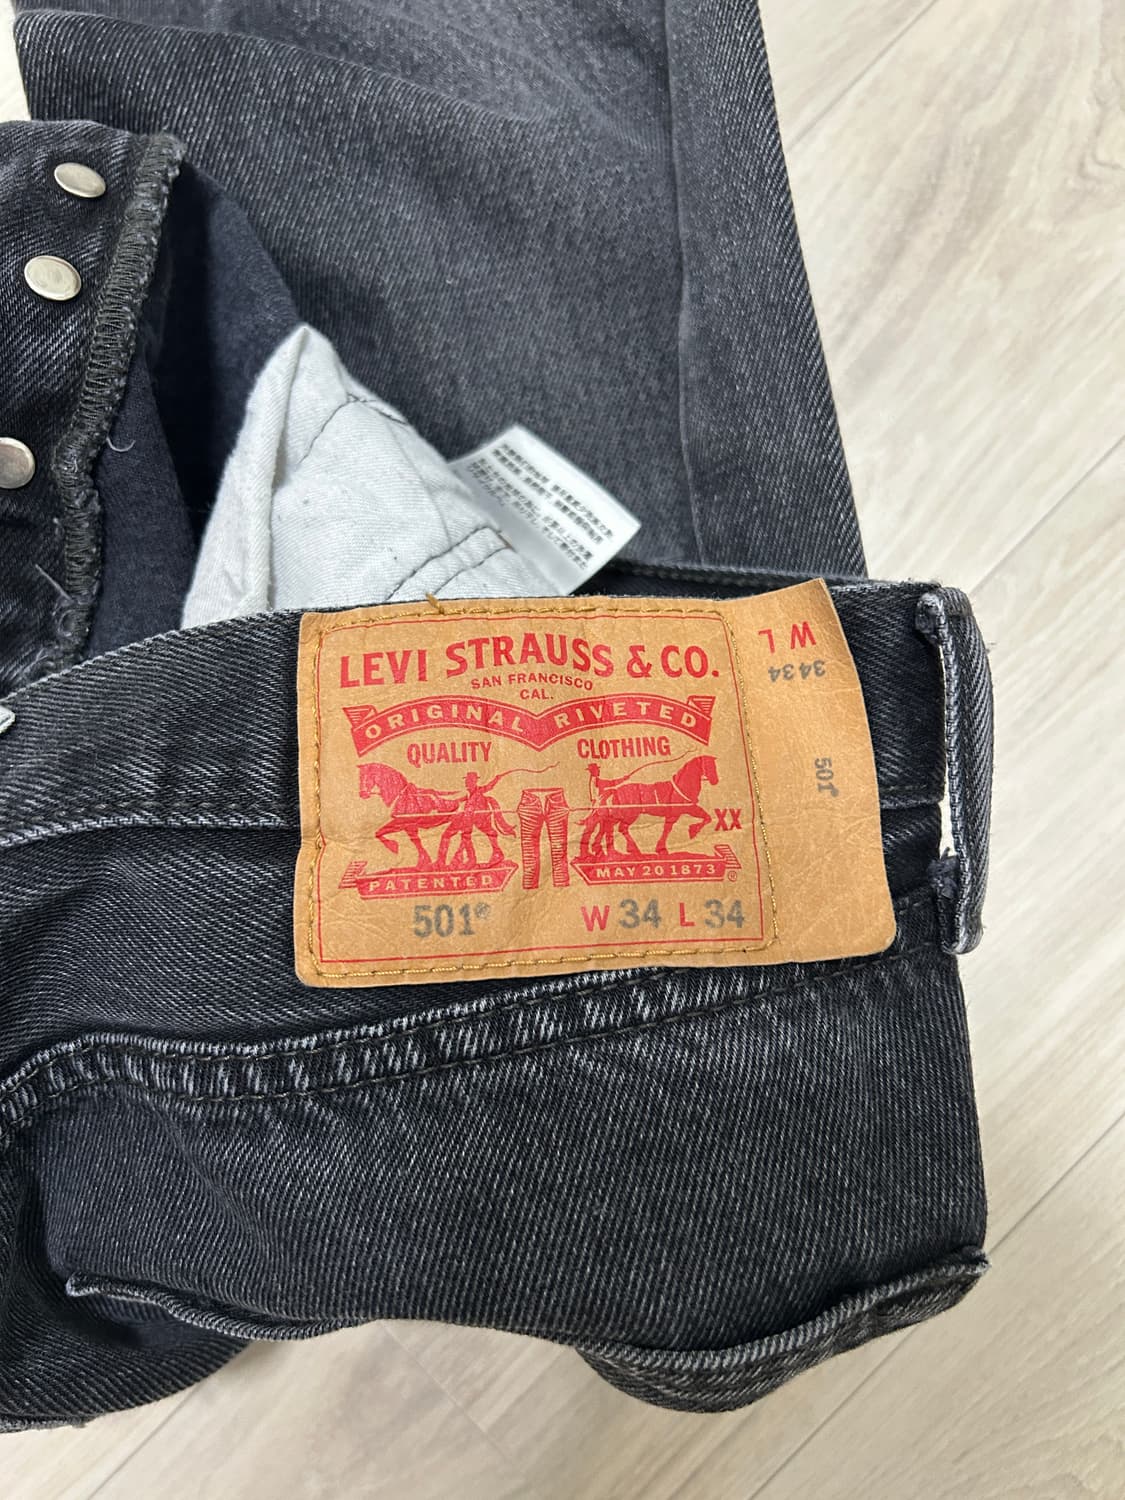 LEVI STRAUSS & CO.
SAN FRANCISCO
CAL.
ORIGINAL RIVETED
QUALITY CLOTHING
XX
PATENTED MAY 20 1873 ®
501® W 34 L 34
W L
34 34
501®